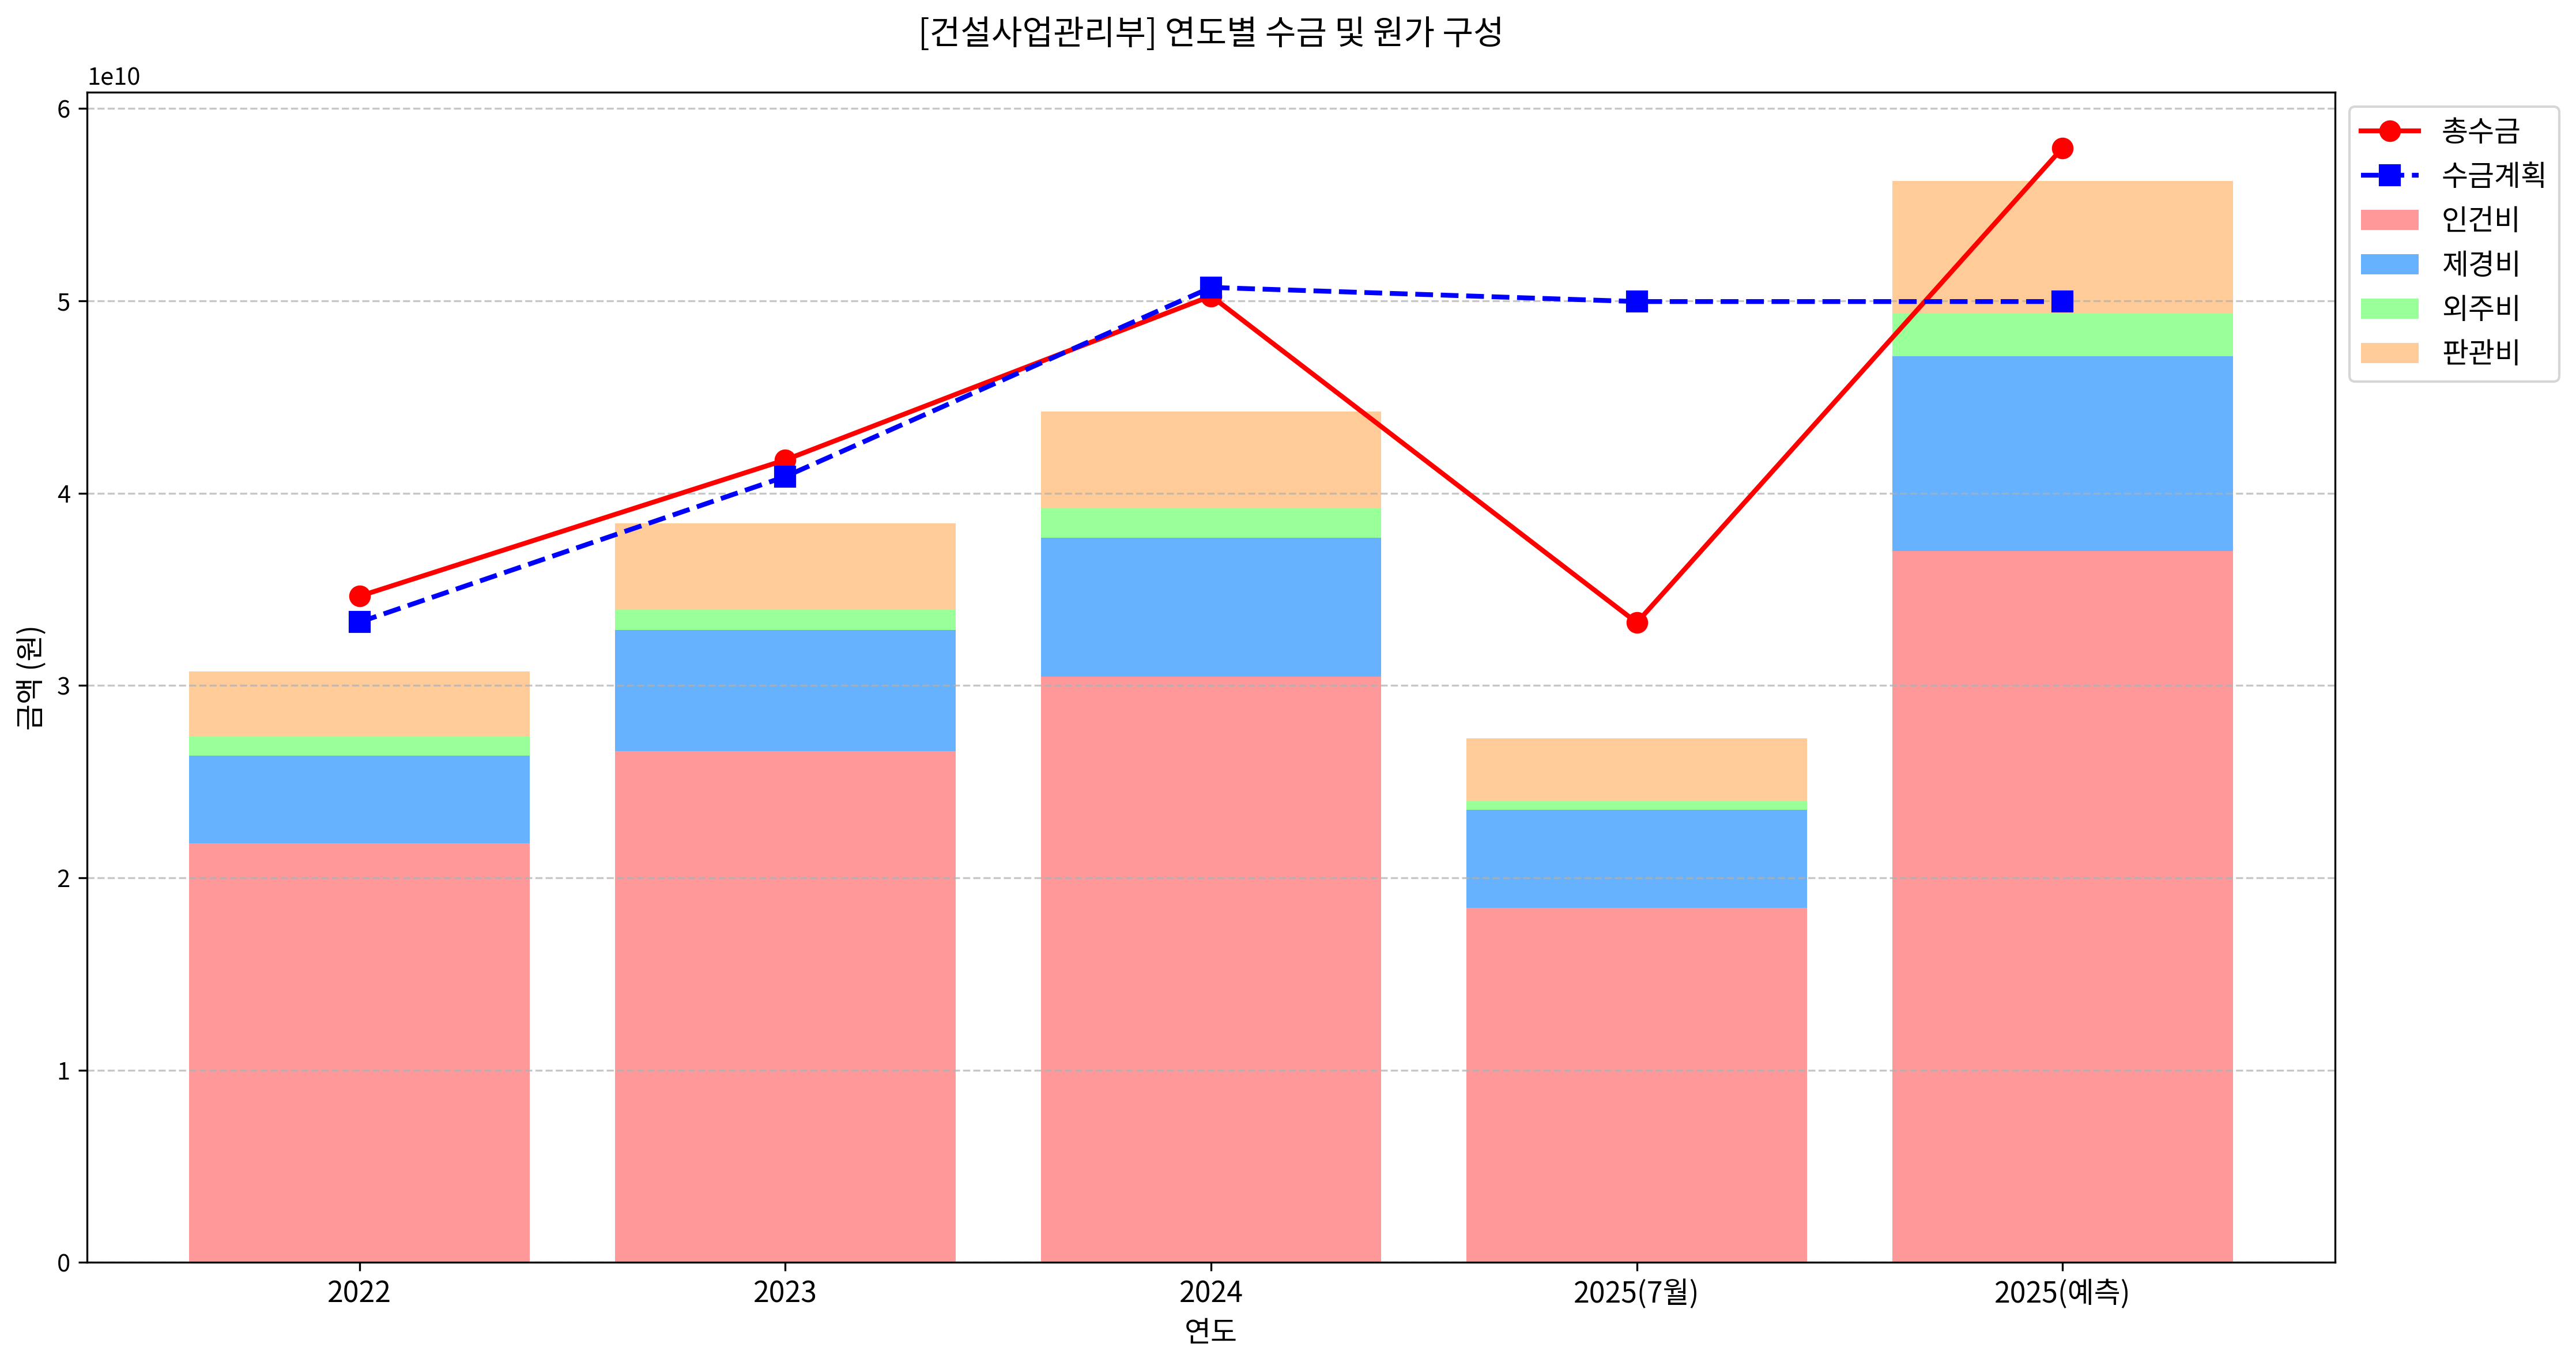 [건설사업관리부] 연도별 수금 및 원가 구성
1e10
6
5
4
3
2
1
0
금액 (원)
2022
2023
2024
2025(7월)
2025(예측)
연도
총수금
수금계획
인건비
제경비
외주비
판관비